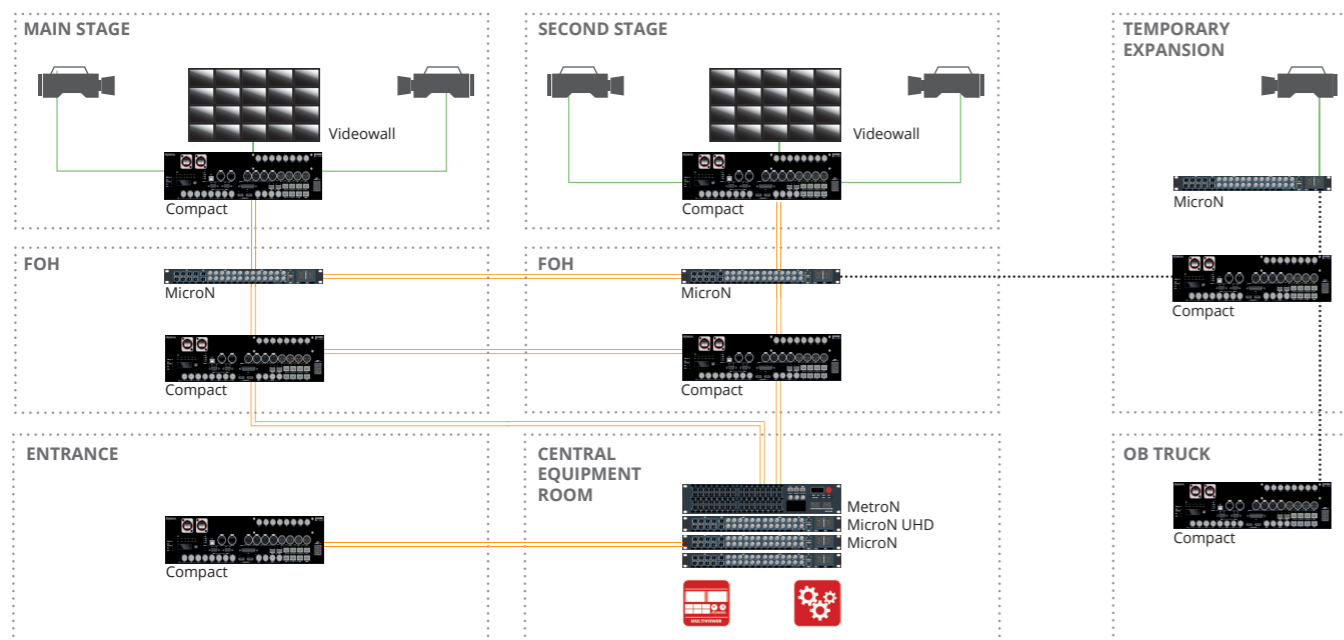 MAIN STAGE
Videowall
Compact
SECOND STAGE
Videowall
Compact
TEMPORARY
EXPANSION
MicroN
Compact
FOH
MicroN
Compact
FOH
MicroN
Compact
ENTRANCE
Compact
CENTRAL
EQUIPMENT
ROOM
MetroN
MicroN UHD
MicroN
MULTIVIEWER
OB TRUCK
Compact